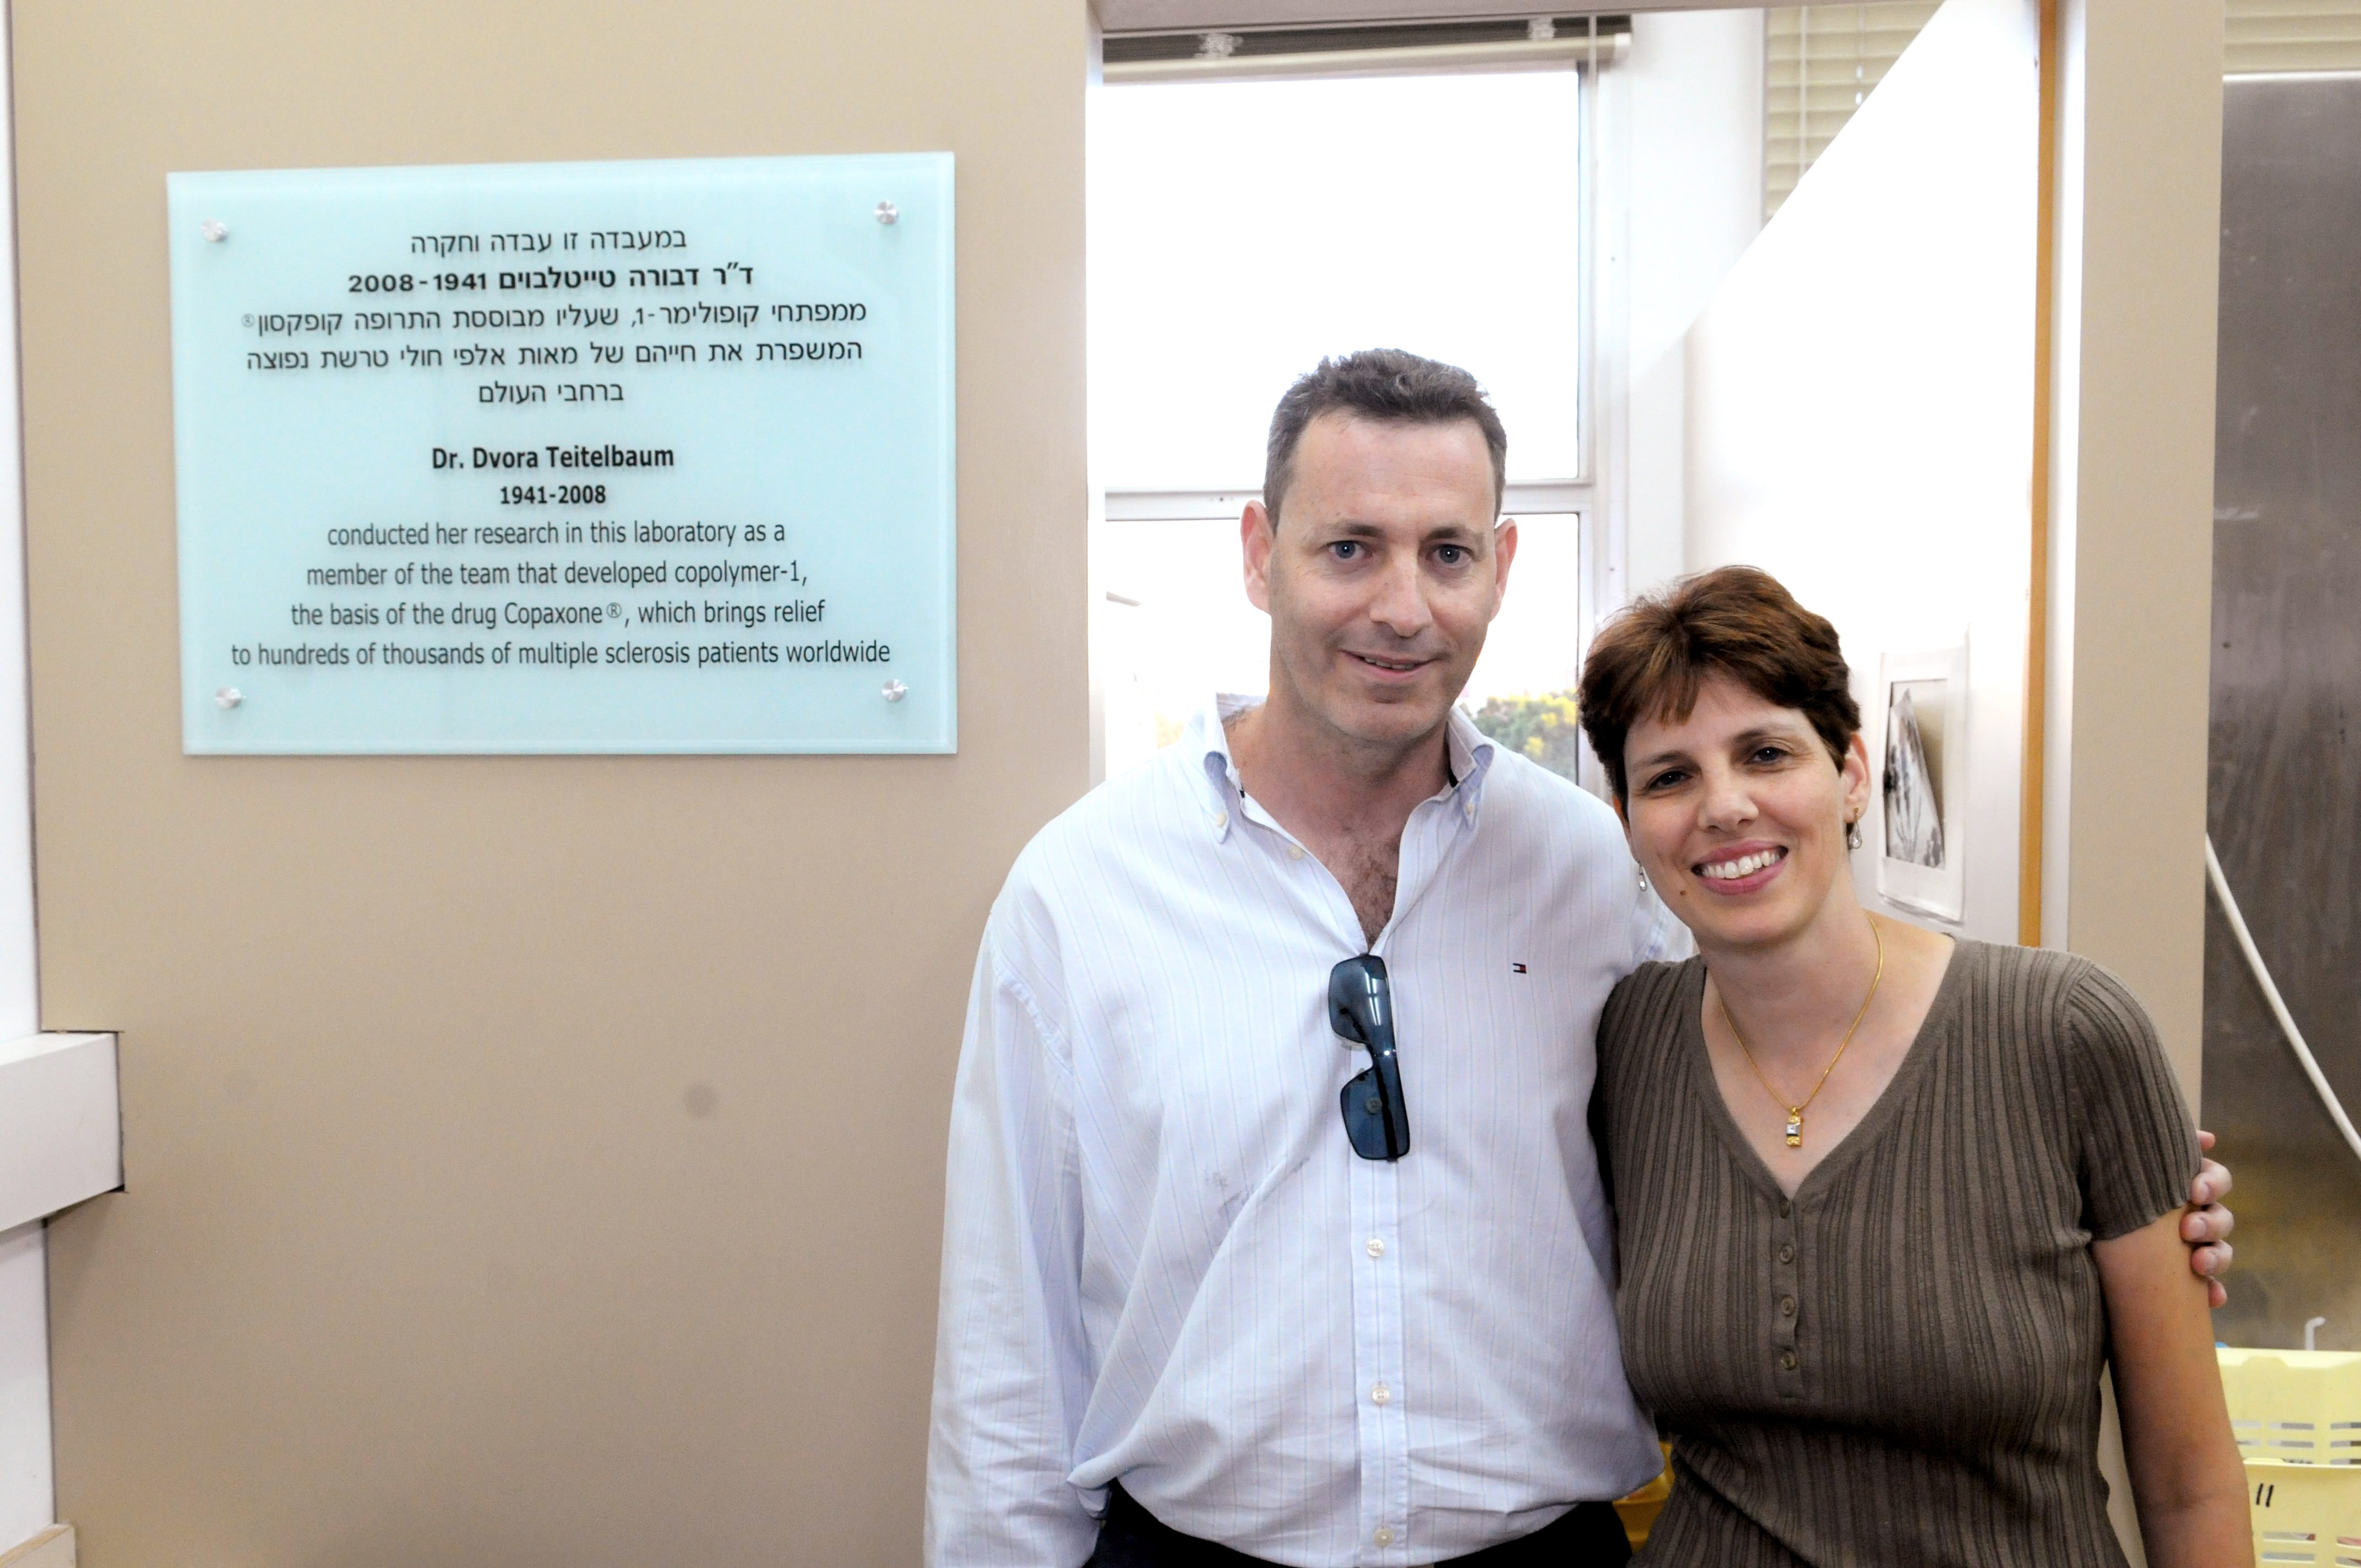 במעבדה זו עבדה וחקרה
ד"ר דבורה טייטלבוים 2008-1941
ממפתחי קופולימר-1, שעליו מבוססת התרופה קופקסון®
המשפרת את חייהם של מאות אלפי חולי טרשת נפוצה
ברחבי העולם
Dr. Dvora Teitelbaum
1941-2008
conducted her research in this laboratory as a
member of the team that developed copolymer-1,
the basis of the drug Copaxone®, which brings relief
to hundreds of thousands of multiple sclerosis patients worldwide
11